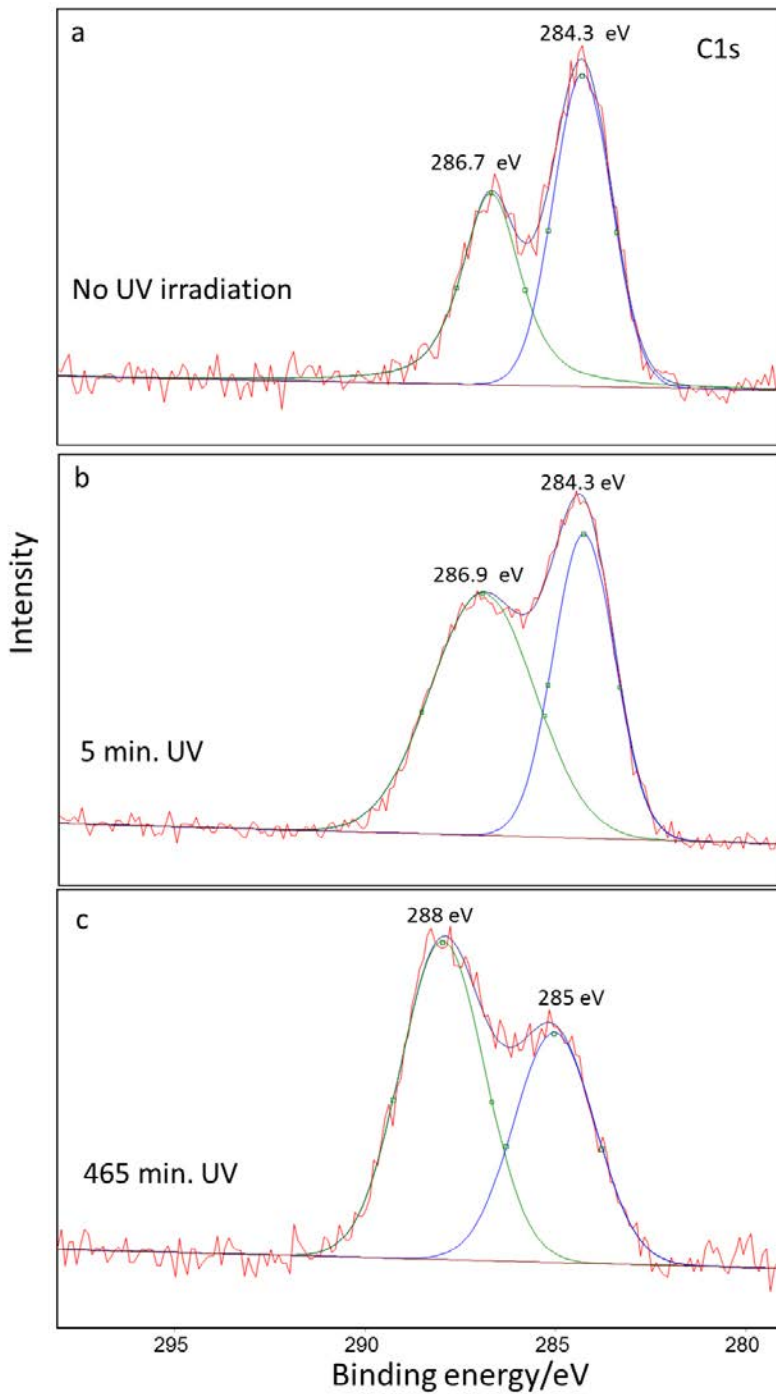 a
284.3 eV
C1s
286.7 eV
No UV irradiation
b
284.3 eV
286.9 eV
5 min. UV
Intensity
c
288 eV
285 eV
465 min. UV
295 290 285 280
Binding energy/eV